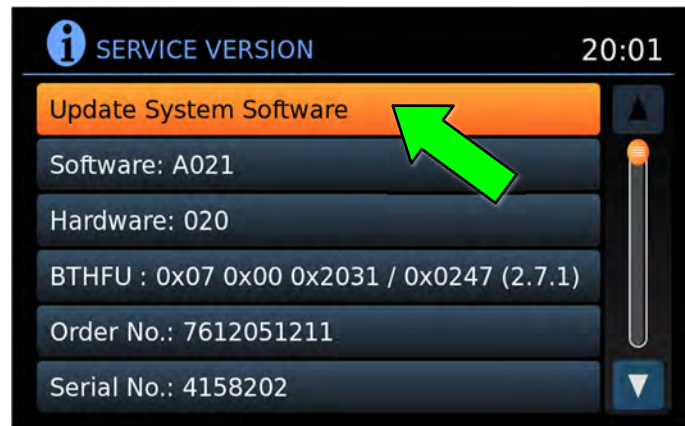 SERVICE VERSION 20:01
Update System Software
Software: A021
Hardware: 020
BTHFU : 0x07 0x00 0x2031 / 0x0247 (2.7.1)
Order No.: 7612051211
Serial No.: 4158202